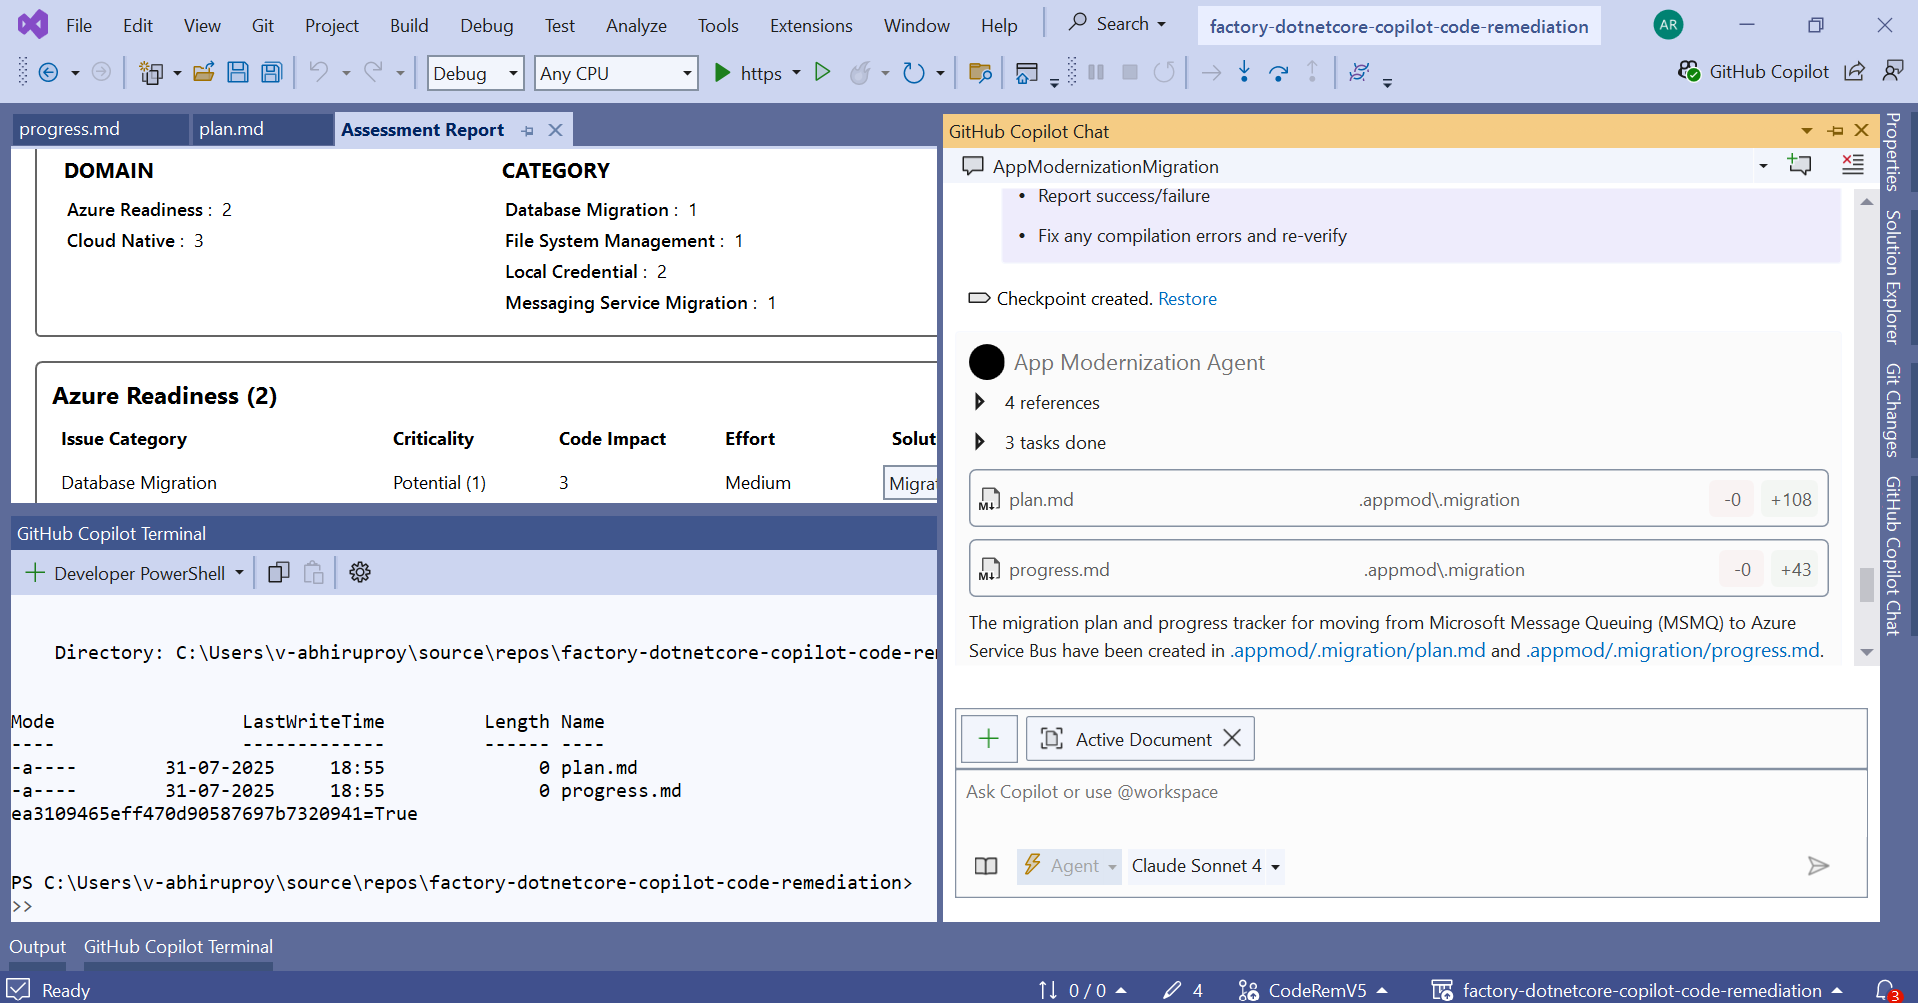 File Edit View Git Project Build Debug Test Analyze Tools Extensions Window Help Search factory-dotnetcore-copilot-code-remediation AR
Debug Any CPU https GitHub Copilot
progress.md plan.md Assessment Report
DOMAIN CATEGORY
Azure Readiness : 2 Database Migration : 1
Cloud Native : 3 File System Management : 1
Local Credential : 2
Messaging Service Migration : 1
Azure Readiness (2)
Issue Category Criticality Code Impact Effort Solut
Database Migration Potential (1) 3 Medium Migrat
GitHub Copilot Terminal
Developer PowerShell
Directory: C:\Users\v-abhiruproy\source\repos\factory-dotnetcore-copilot-code-rem
Mode LastWriteTime Length Name
---- ------------- ------ ----
-a---- 31-07-2025 18:55 0 plan.md
-a---- 31-07-2025 18:55 0 progress.md
ea3109465eff470d90587697b7320941=True
PS C:\Users\v-abhiruproy\source\repos\factory-dotnetcore-copilot-code-remediation>
>>
Output GitHub Copilot Terminal
GitHub Copilot Chat
AppModernizationMigration
• Report success/failure
• Fix any compilation errors and re-verify
Checkpoint created. Restore
App Modernization Agent
4 references
3 tasks done
M↓ plan.md .appmod\.migration -0 +108
M↓ progress.md .appmod\.migration -0 +43
The migration plan and progress tracker for moving from Microsoft Message Queuing (MSMQ) to Azure
Service Bus have been created in .appmod/.migration/plan.md and .appmod/.migration/progress.md.
Active Document
Ask Copilot or use @workspace
Agent Claude Sonnet 4
Properties
Solution Explorer
Git Changes
GitHub Copilot Chat
Ready 0 / 0 4 CodeRemV5 factory-dotnetcore-copilot-code-remediation 3